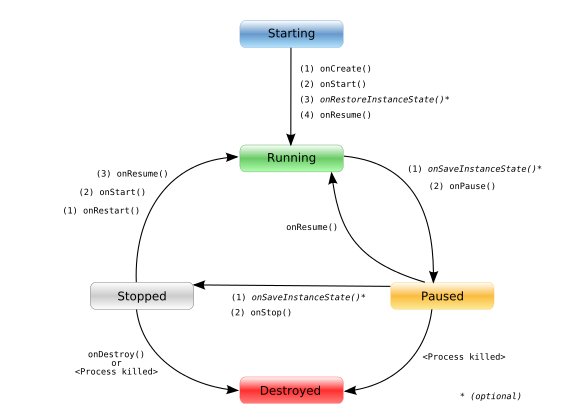 Starting
(1) onCreate()
(2) onStart()
(3) onRestoreInstanceState()*
(4) onResume()
Running
(3) onResume()
(2) onStart()
(1) onRestart()
(1) onSaveInstanceState()*
(2) onPause()
onResume()
Stopped
(1) onSaveInstanceState()*
(2) onStop()
Paused
onDestroy()
or
<Process killed>
<Process killed>
Destroyed
* (optional)